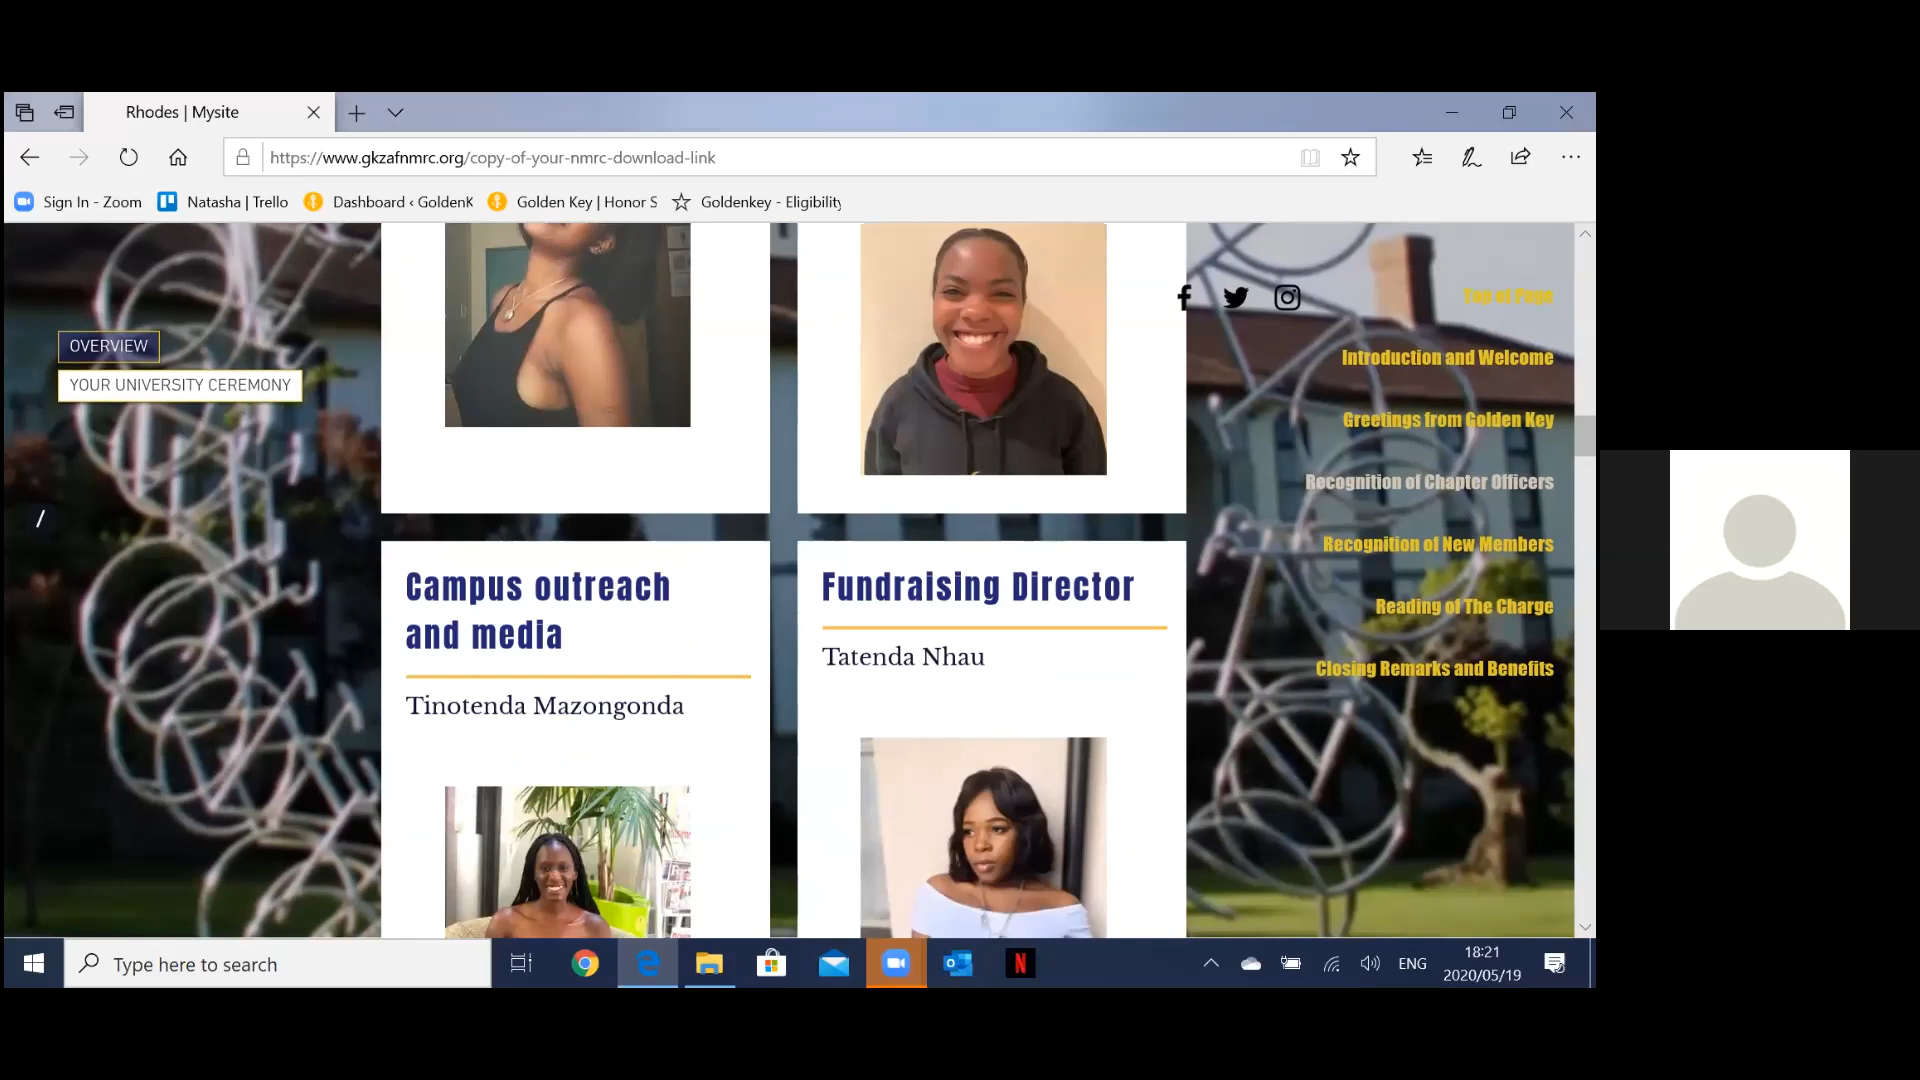 Rhodes | Mysite
https://www.gkzafnmrc.org/copy-of-your-nmrc-download-link
Sign In - Zoom
Natasha | Trello
Dashboard ‹ GoldenK
Golden Key | Honor S
Goldenkey - Eligibility
OVERVIEW
YOUR UNIVERSITY CEREMONY
Top of Page
Introduction and Welcome
Greetings from Golden Key
Recognition of Chapter Officers
Recognition of New Members
Reading of The Charge
Closing Remarks and Benefits
Campus outreach
and media
Tinotenda Mazongonda
Fundraising Director
Tatenda Nhau
Type here to search
ENG
18:21
2020/05/19